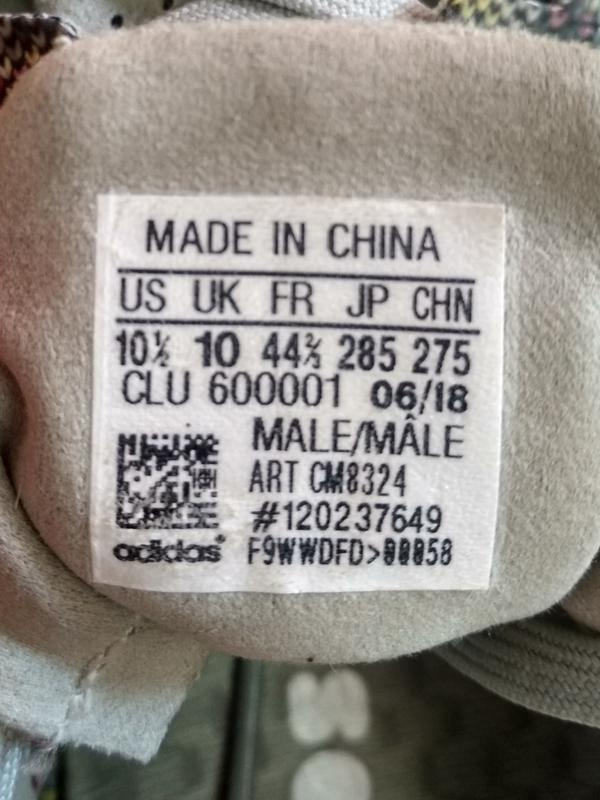 MADE IN CHINA
US UK FR JP CHN
10½ 10 44⅔ 285 275
CLU 600001 06/18
MALE/MÂLE
ART CM8324
#120237649
adidas® F9WWDFD>00058